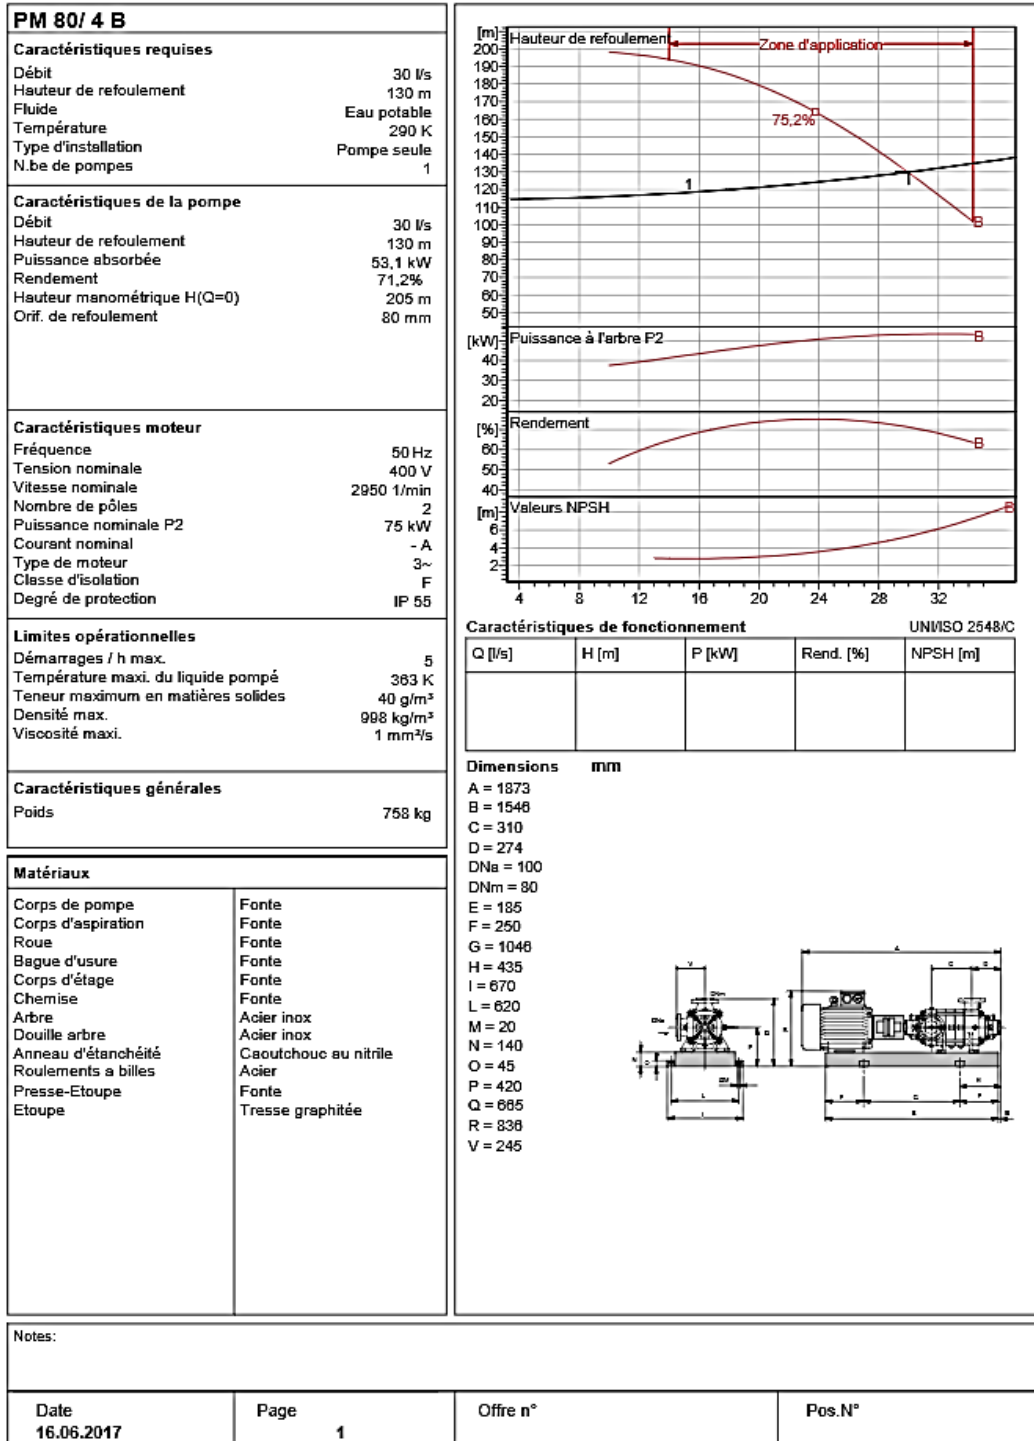 PM 80/ 4 B
Caractéristiques requises
Débit 30 l/s
Hauteur de refoulement 130 m
Fluide Eau potable
Température 290 K
Type d'installation Pompe seule
N.be de pompes 1
Caractéristiques de la pompe
Débit 30 l/s
Hauteur de refoulement 130 m
Puissance absorbée 53,1 kW
Rendement 71,2%
Hauteur manométrique H(Q=0) 205 m
Orif. de refoulement 80 mm
Caractéristiques moteur
Fréquence 50 Hz
Tension nominale 400 V
Vitesse nominale 2950 1/min
Nombre de pôles 2
Puissance nominale P2 75 kW
Courant nominal - A
Type de moteur 3~
Classe d'isolation F
Degré de protection IP 55
Limites opérationnelles
Démarrages / h max. 5
Température maxi. du liquide pompé 363 K
Teneur maximum en matières solides 40 g/m³
Densité max. 998 kg/m³
Viscosité maxi. 1 mm²/s
Caractéristiques générales
Poids 758 kg
Matériaux
Corps de pompe Fonte
Corps d'aspiration Fonte
Roue Fonte
Bague d'usure Fonte
Corps d'étage Fonte
Chemise Fonte
Arbre Acier inox
Douille arbre Acier inox
Anneau d'étanchéité Caoutchouc au nitrile
Roulements a billes Acier
Presse-Etoupe Fonte
Etoupe Tresse graphitée
[m] Hauteur de refoulement
Zone d'application
200
190
180
170
160
150
140
130
120
110
100
90
80
70
60
50
75,2%
1
1
B
[kW] Puissance à l'arbre P2
40
30
20
B
[%] Rendement
60
50
40
B
[m] Valeurs NPSH
6
4
2
B
4 8 12 16 20 24 28 32
Caractéristiques de fonctionnement UNI/ISO 2548/C
Q [l/s] H [m] P [kW] Rend. [%] NPSH [m]
Dimensions mm
A = 1873
B = 1546
C = 310
D = 274
DNa = 100
DNm = 80
E = 185
F = 250
G = 1046
H = 435
I = 670
L = 620
M = 20
N = 140
O = 45
P = 420
Q = 665
R = 836
V = 245
Notes:
Date Page Offre n° Pos.N°
16.06.2017 1